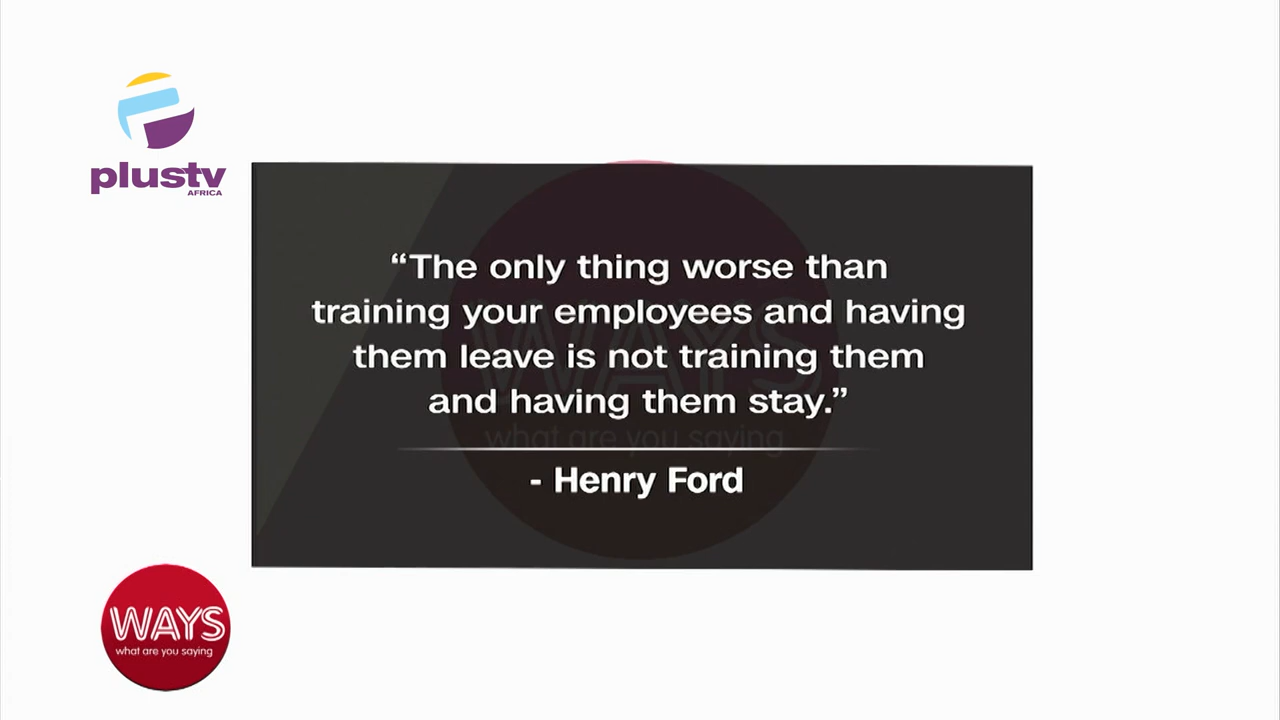 plustv
AFRICA
“The only thing worse than
training your employees and having
them leave is not training them
and having them stay.”
- Henry Ford
WAYS
what are you saying
WAYS
what are you saying